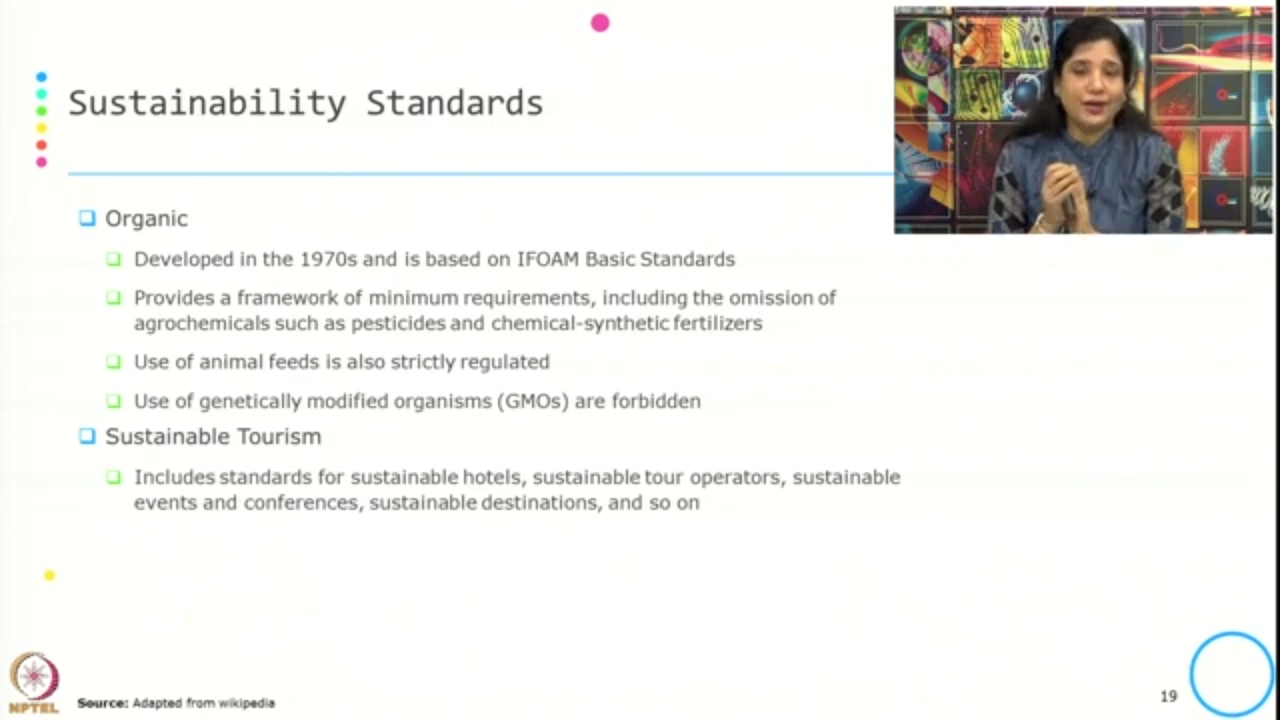 Sustainability Standards
Organic
Developed in the 1970s and is based on IFOAM Basic Standards
Provides a framework of minimum requirements, including the omission of
agrochemicals such as pesticides and chemical-synthetic fertilizers
Use of animal feeds is also strictly regulated
Use of genetically modified organisms (GMOs) are forbidden
Sustainable Tourism
Includes standards for sustainable hotels, sustainable tour operators, sustainable
events and conferences, sustainable destinations, and so on
NPTEL
Source: Adapted from wikipedia
19